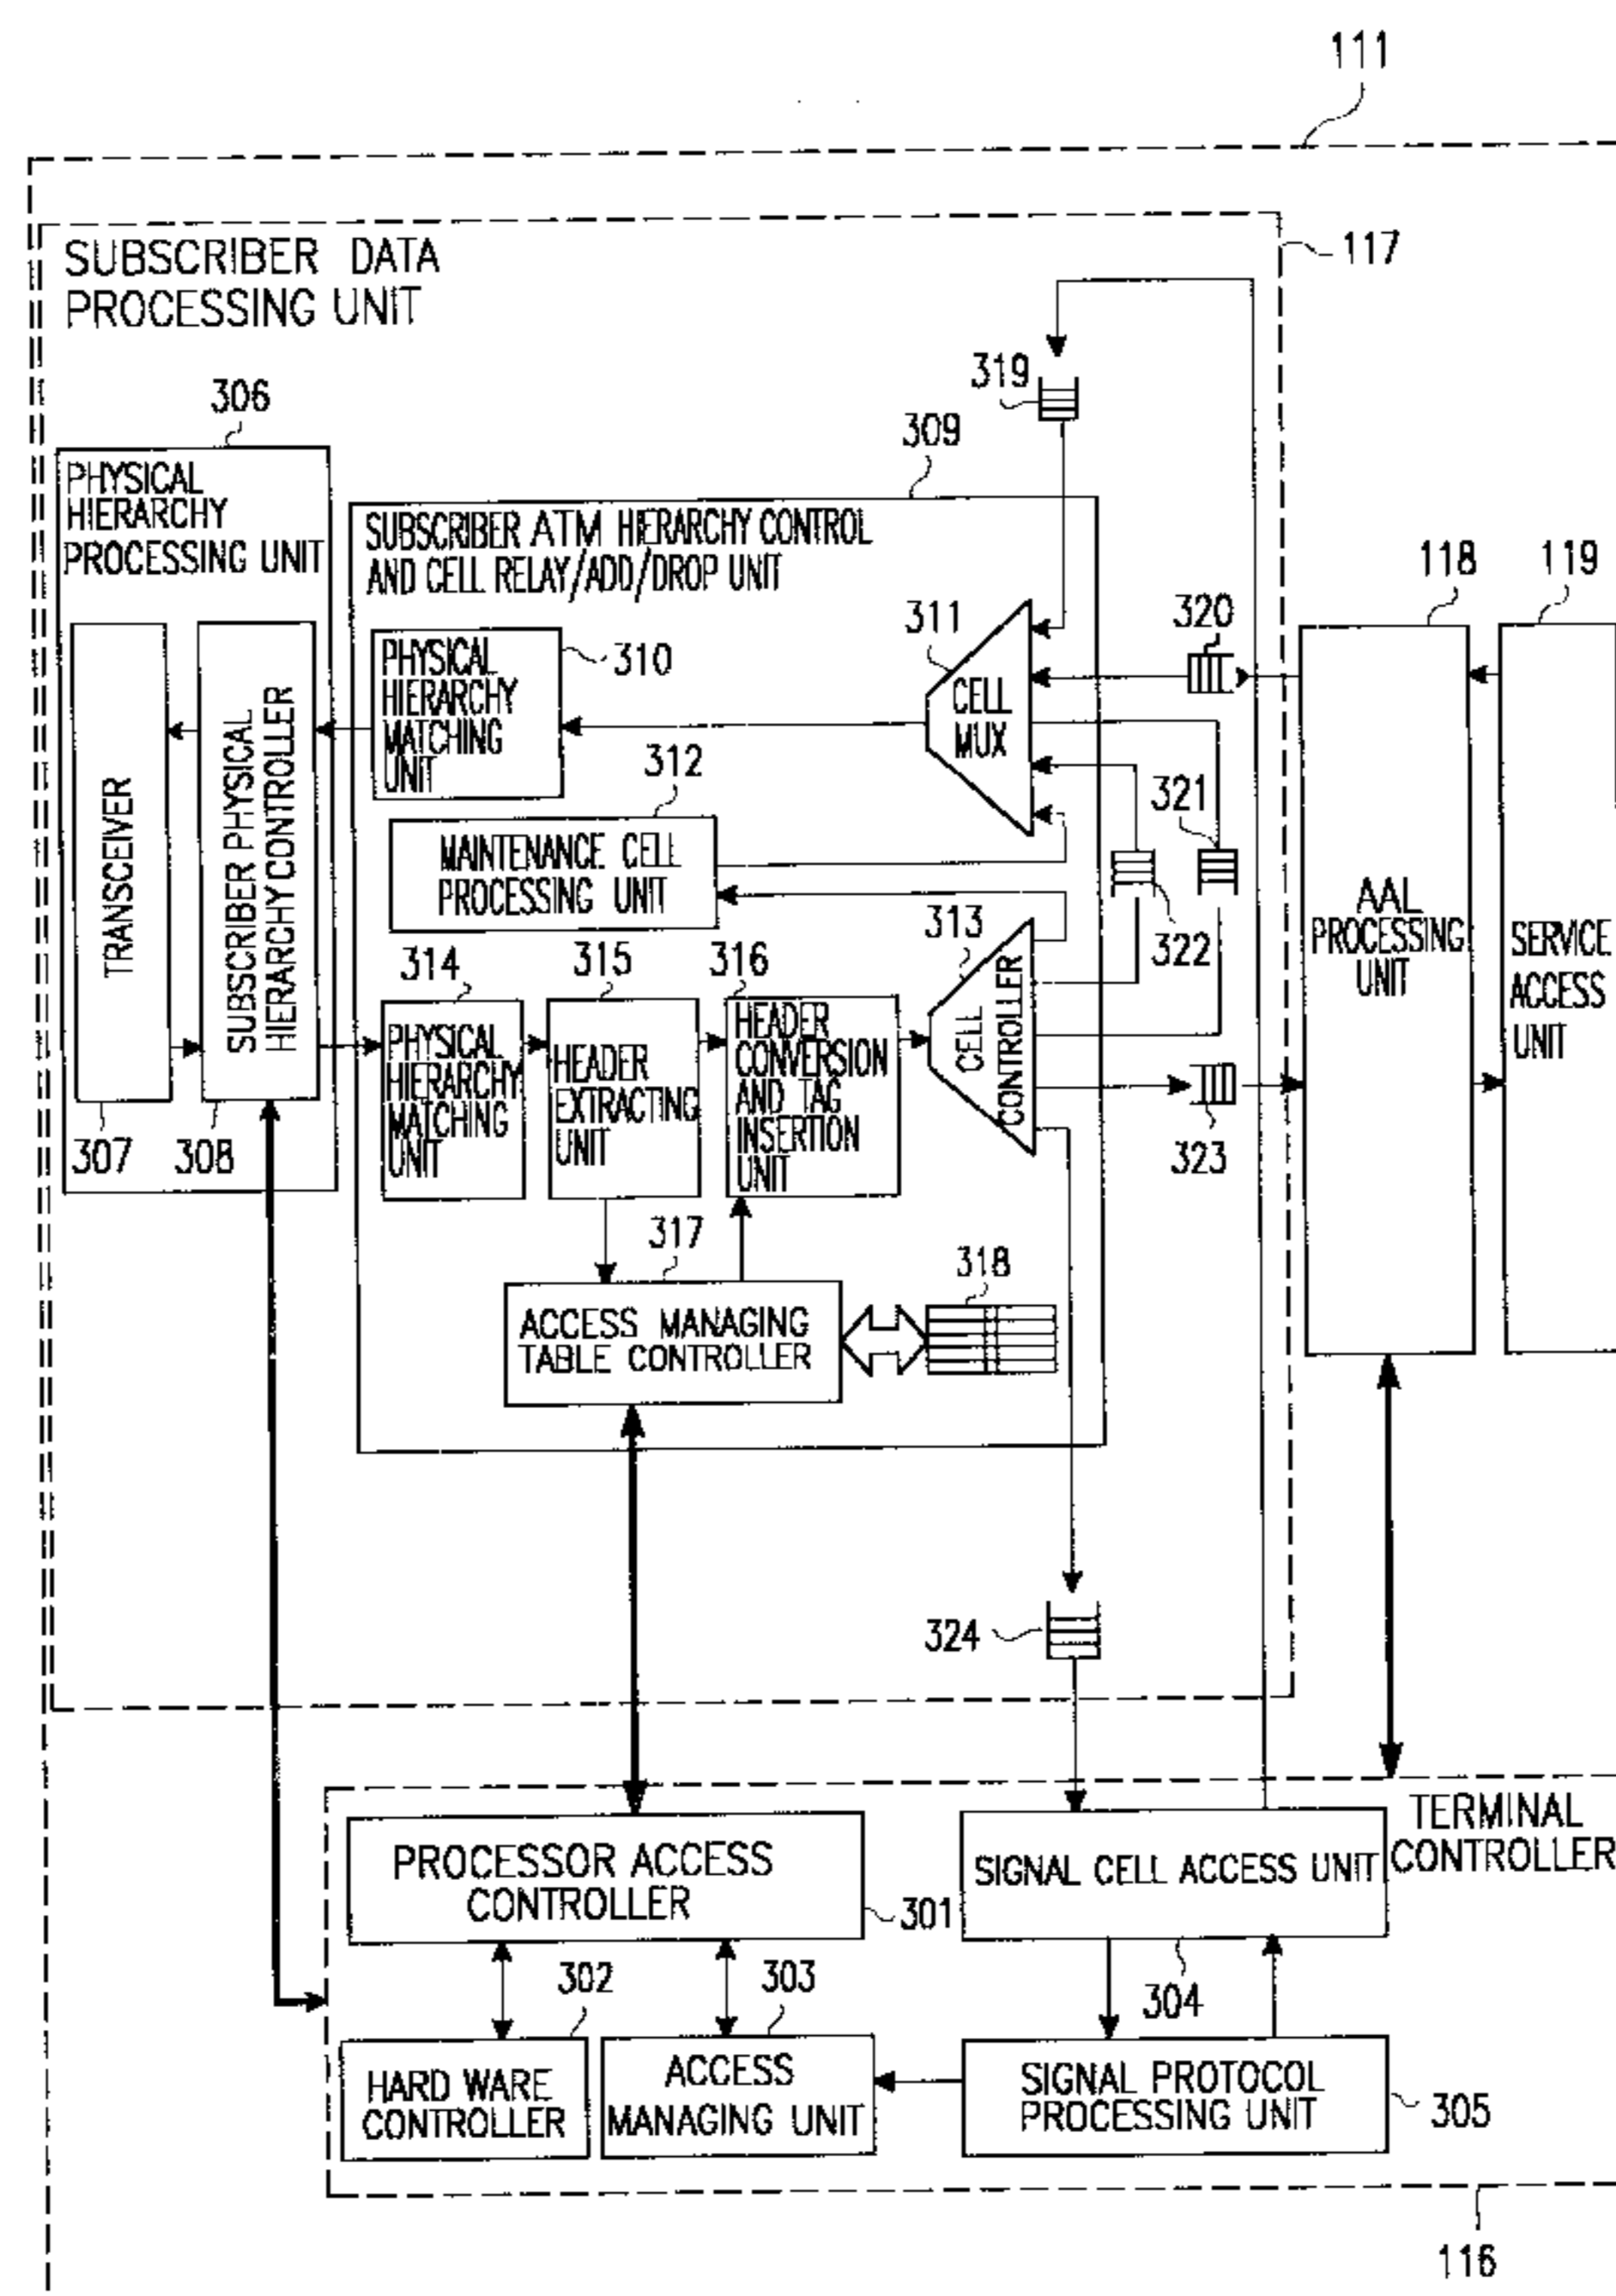 111
SUBSCRIBER DATA
PROCESSING UNIT
117
319
306
309
PHYSICAL
HIERARCHY
PROCESSING UNIT
SUBSCRIBER ATM HIERARCHY CONTROL
AND CELL RELAY/ADD/DROP UNIT
118
119
311
320
PHYSICAL
HIERARCHY
MATCHING
UNIT
310
CELL
MUX
312
321
TRANSCEIVER
SUBSCRIBER PHYSICAL
HIERARCHY CONTROLLER
MAINTENANCE CELL
PROCESSING UNIT
AAL
PROCESSING
UNIT
SERVICE
ACCESS
UNIT
313
322
314
315
316
PHYSICAL
HIERARCHY
MATCHING
UNIT
HEADER
EXTRACTING
UNIT
HEADER
CONVERSION
AND TAG
INSERTION
UNIT
CELL
CONTROLLER
307
308
323
317
318
ACCESS MANAGING
TABLE CONTROLLER
324
TERMINAL
CONTROLLER
PROCESSOR ACCESS
CONTROLLER
301
SIGNAL CELL ACCESS UNIT
302
303
304
HARD WARE
CONTROLLER
ACCESS
MANAGING UNIT
SIGNAL PROTOCOL
PROCESSING UNIT
305
116